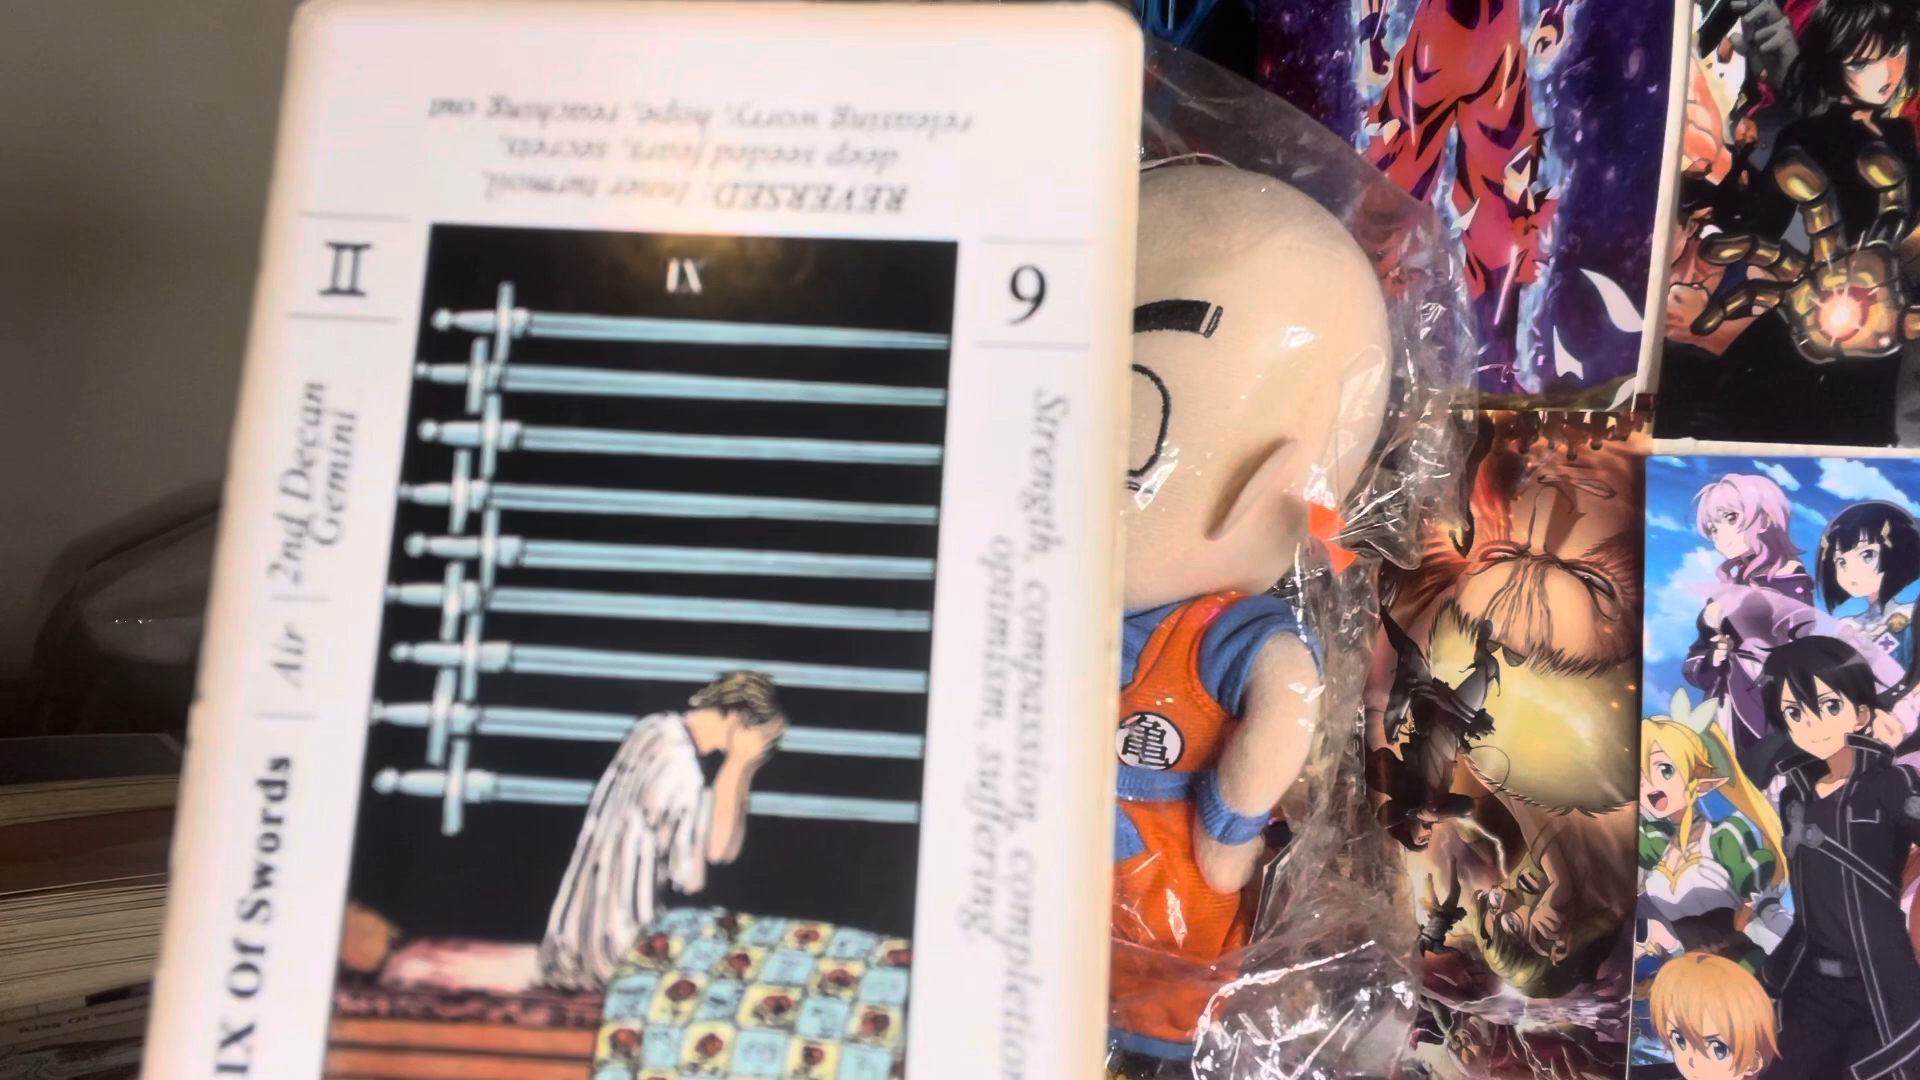 releasing worry, hope, reaching out
deep seeded fears, secrets,
REVERSED: Inner turmoil,
II
IX
9
IX Of Swords | Air | 2nd Decan
Gemini
Strength, compassion, completion
optimism, suffering
亀